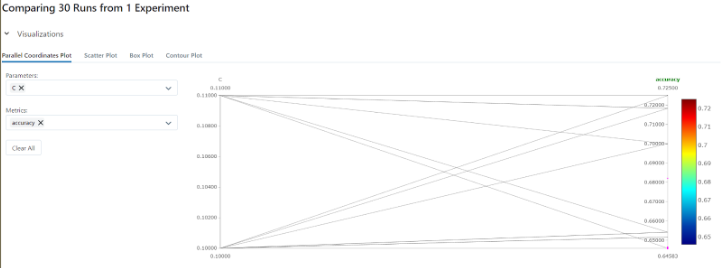 Comparing 30 Runs from 1 Experiment
Visualizations
Parallel Coordinates Plot Scatter Plot Box Plot Contour Plot
Parameters:
C
Metrics:
accuracy
Clear All
C
0.11000
0.11000
0.10800
0.10600
0.10400
0.10200
0.10000
0.10000
accuracy
0.72500
0.72000
0.71000
0.70000
0.69000
0.68000
0.67000
0.66000
0.65000
0.64583
0.72
0.71
0.7
0.69
0.68
0.67
0.66
0.65